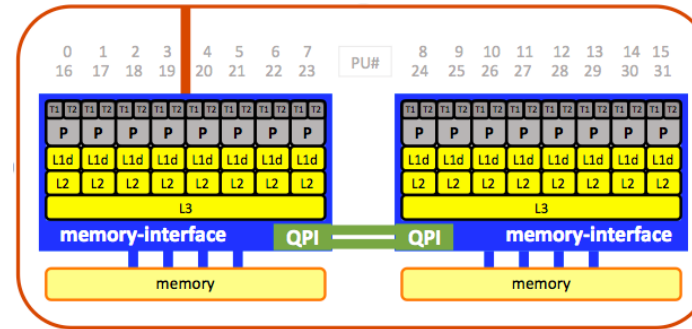 0 1 2 3 4 5 6 7 PU# 8 9 10 11 12 13 14 15
16 17 18 19 20 21 22 23 24 25 26 27 28 29 30 31
T1 T2 T1 T2 T1 T2 T1 T2 T1 T2 T1 T2 T1 T2 T1 T2 T1 T2 T1 T2 T1 T2 T1 T2 T1 T2 T1 T2 T1 T2 T1 T2
P P P P P P P P P P P P P P P P
L1d L1d L1d L1d L1d L1d L1d L1d L1d L1d L1d L1d L1d L1d L1d L1d
L2 L2 L2 L2 L2 L2 L2 L2 L2 L2 L2 L2 L2 L2 L2 L2
L3 L3
memory-interface QPI QPI memory-interface
memory memory